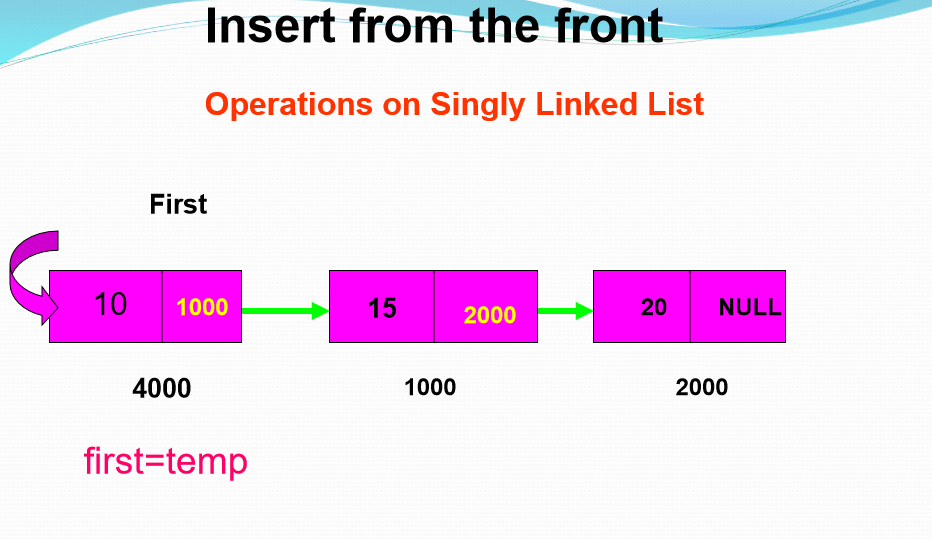 Insert from the front
Operations on Singly Linked List
First
10 1000 15 2000 20 NULL
4000 1000 2000
first=temp